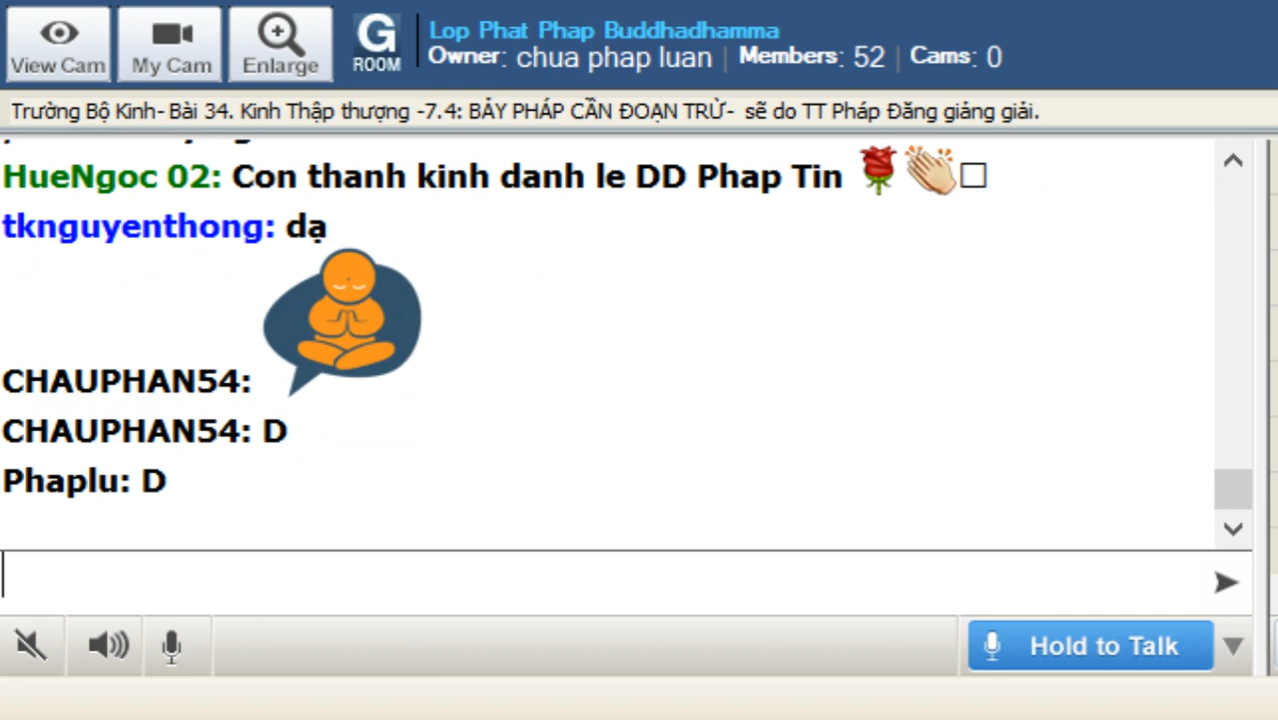 Lop Phat Phap Buddhadhamma
View Cam My Cam Enlarge G ROOM Owner: chua phap luan | Members: 52 | Cams: 0
Trường Bộ Kinh- Bài 34. Kinh Thập thượng -7.4: BẢY PHÁP CẦN ĐOẠN TRỪ- sẽ do TT Pháp Đăng giảng giải.
HueNgoc 02: Con thanh kinh danh le DD Phap Tin 🌹👏□
tknguyenthong: dạ
CHAUPHAN54:
CHAUPHAN54: D
Phaplu: D
Hold to Talk